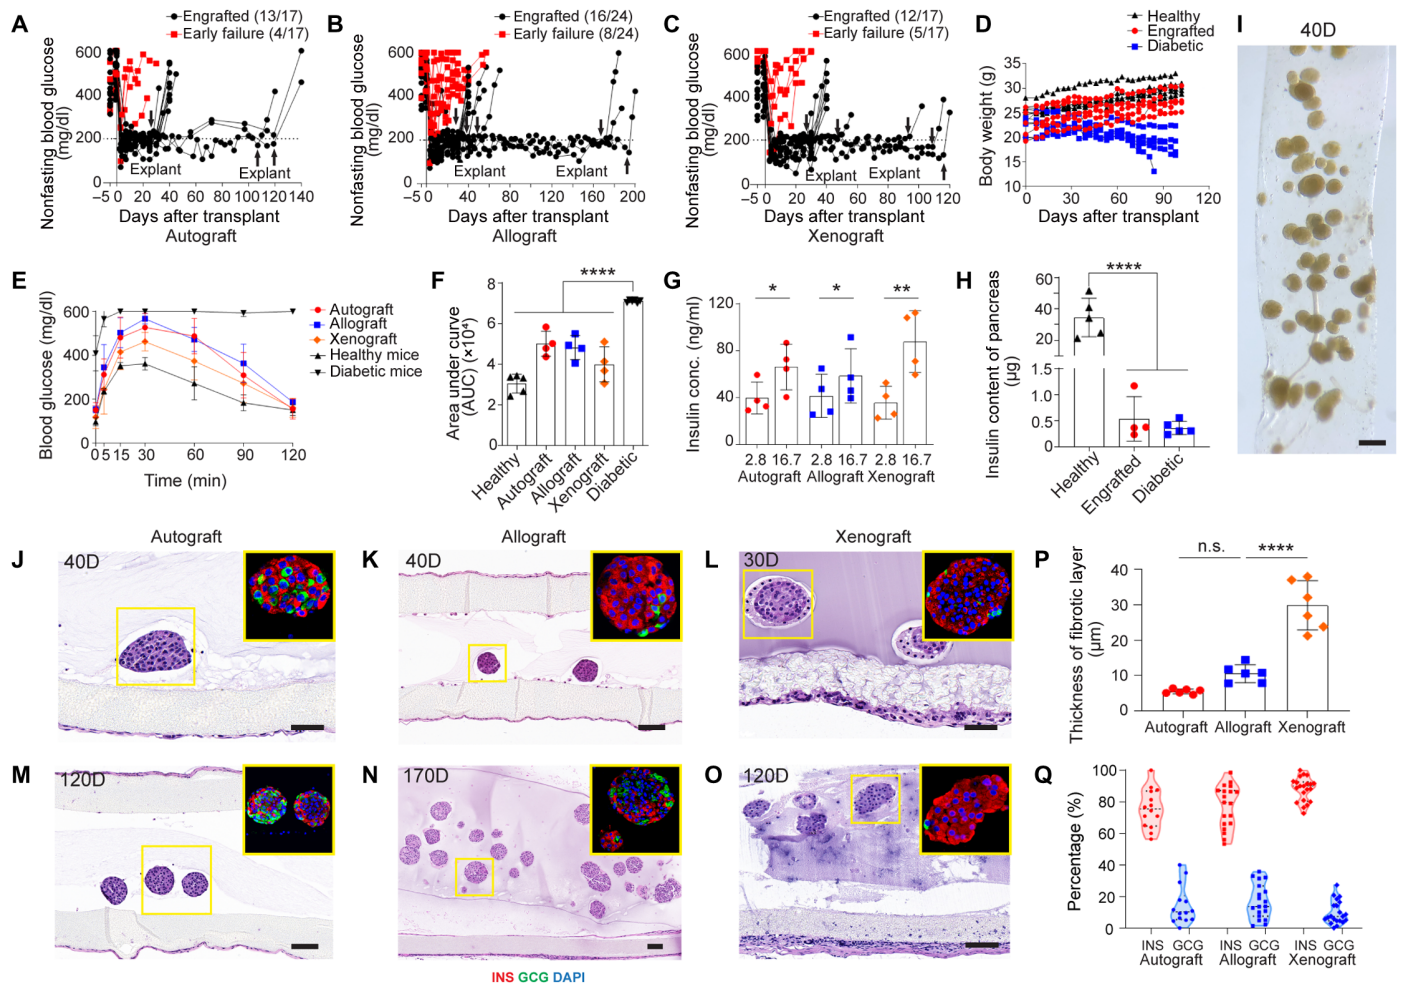 A
Engrafted (13/17)
Early failure (4/17)
Nonfasting blood glucose
(mg/dl)
600
400
200
0
Explant
Explant
−5 0 20 40 60 80 100 120 140
Days after transplant
Autograft
B
Engrafted (16/24)
Early failure (8/24)
Nonfasting blood glucose
(mg/dl)
600
400
200
0
Explant
Explant
−5 0 40 80 120 160 200
Days after transplant
Allograft
C
Engrafted (12/17)
Early failure (5/17)
Nonfasting blood glucose
(mg/dl)
600
400
200
0
Explant
Explant
−5 0 20 40 60 80 100 120
Days after transplant
Xenograft
D
Healthy
Engrafted
Diabetic
Body weight (g)
35
30
25
20
15
10
0 30 60 90 120
Days after transplant
I
40D
E
Blood glucose (mg/dl)
600
400
200
0
0 5 15 30 45 60 75 90 120
Time (min)
Autograft
Allograft
Xenograft
Healthy mice
Diabetic mice
F
Area under curve
(AUC) (×10⁴)
8
6
4
2
0
****
Healthy
Autograft
Allograft
Xenograft
Diabetic
G
Insulin conc. (ng/ml)
120
80
40
0
* * **
2.8 16.7 2.8 16.7 2.8 16.7
Autograft Allograft Xenograft
H
Insulin content of pancreas
(µg)
60
50
40
30
20
10
1.5
1.0
0.5
0
****
Healthy
Engrafted
Diabetic
Autograft Allograft Xenograft
J
40D
K
40D
L
30D
P
Thickness of fibrotic layer
(µm)
40
30
20
10
0
n.s. ****
Autograft Allograft Xenograft
M
120D
N
170D
O
120D
INS GCG DAPI
Q
Percentage (%)
100
80
60
40
20
0
INS GCG INS GCG INS GCG
Autograft Allograft Xenograft